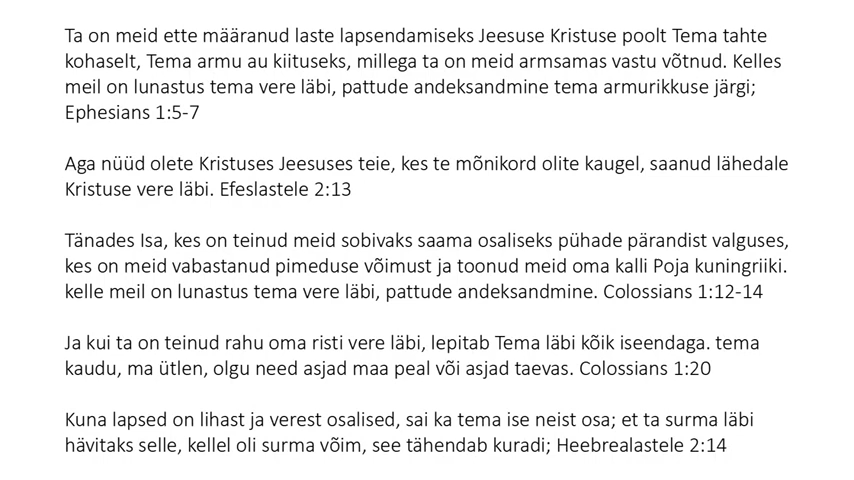 Ta on meid ette määranud laste lapsendamiseks Jeesuse Kristuse poolt Tema tahte
kohaselt, Tema armu au kiituseks, millega ta on meid armsamas vastu võtnud. Kelles
meil on lunastus tema vere läbi, pattude andeksandmine tema armurikkuse järgi;
Ephesians 1:5-7
Aga nüüd olete Kristuses Jeesuses teie, kes te mõnikord olite kaugel, saanud lähedale
Kristuse vere läbi. Efeslastele 2:13
Tänades Isa, kes on teinud meid sobivaks saama osaliseks pühade pärandist valguses,
kes on meid vabastanud pimeduse võimust ja toonud meid oma kalli Poja kuningriiki.
kelle meil on lunastus tema vere läbi, pattude andeksandmine. Colossians 1:12-14
Ja kui ta on teinud rahu oma risti vere läbi, lepitab Tema läbi kõik iseendaga. tema
kaudu, ma ütlen, olgu need asjad maa peal või asjad taevas. Colossians 1:20
Kuna lapsed on lihast ja verest osalised, sai ka tema ise neist osa; et ta surma läbi
hävitaks selle, kellel oli surma võim, see tähendab kuradi; Heebrealastele 2:14